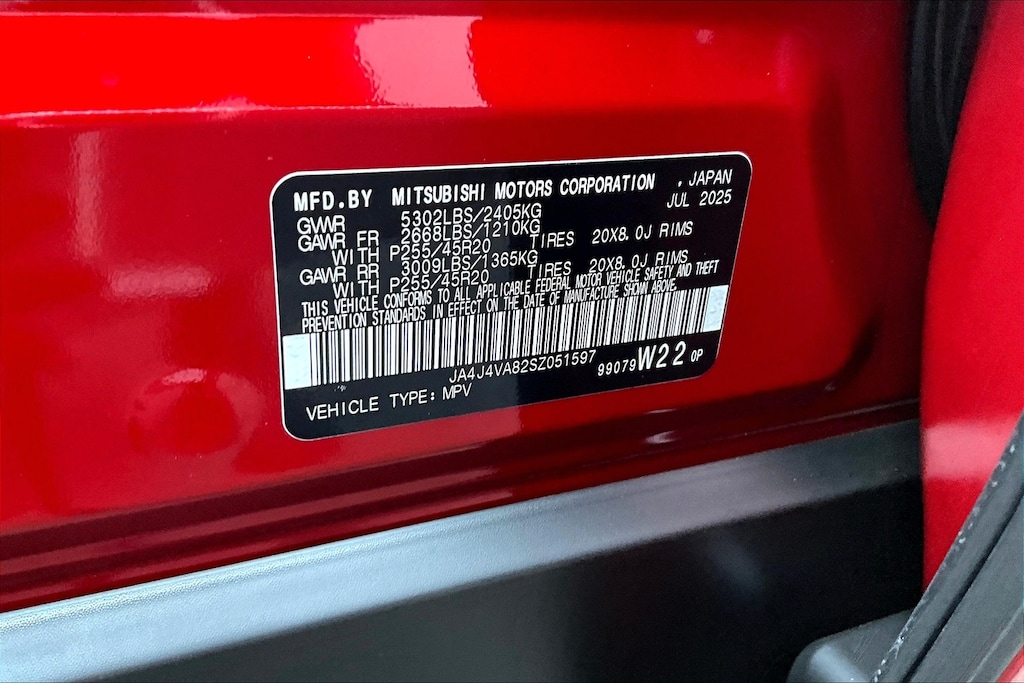 MFD.BY MITSUBISHI MOTORS CORPORATION , JAPAN
JUL 2025
GVWR 5302LBS/2405KG
GAWR FR 2668LBS/1210KG
WITH P255/45R20 TIRES 20X8.0J RIMS
GAWR RR 3009LBS/1365KG
WITH P255/45R20 TIRES 20X8.0J RIMS
THIS VEHICLE CONFORMS TO ALL APPLICABLE FEDERAL MOTOR VEHICLE SAFETY AND THEFT
PREVENTION STANDARDS IN EFFECT ON THE DATE OF MANUFACTURE SHOWN ABOVE.
JA4J4VA82SZ051597 99079W22 0P
VEHICLE TYPE: MPV